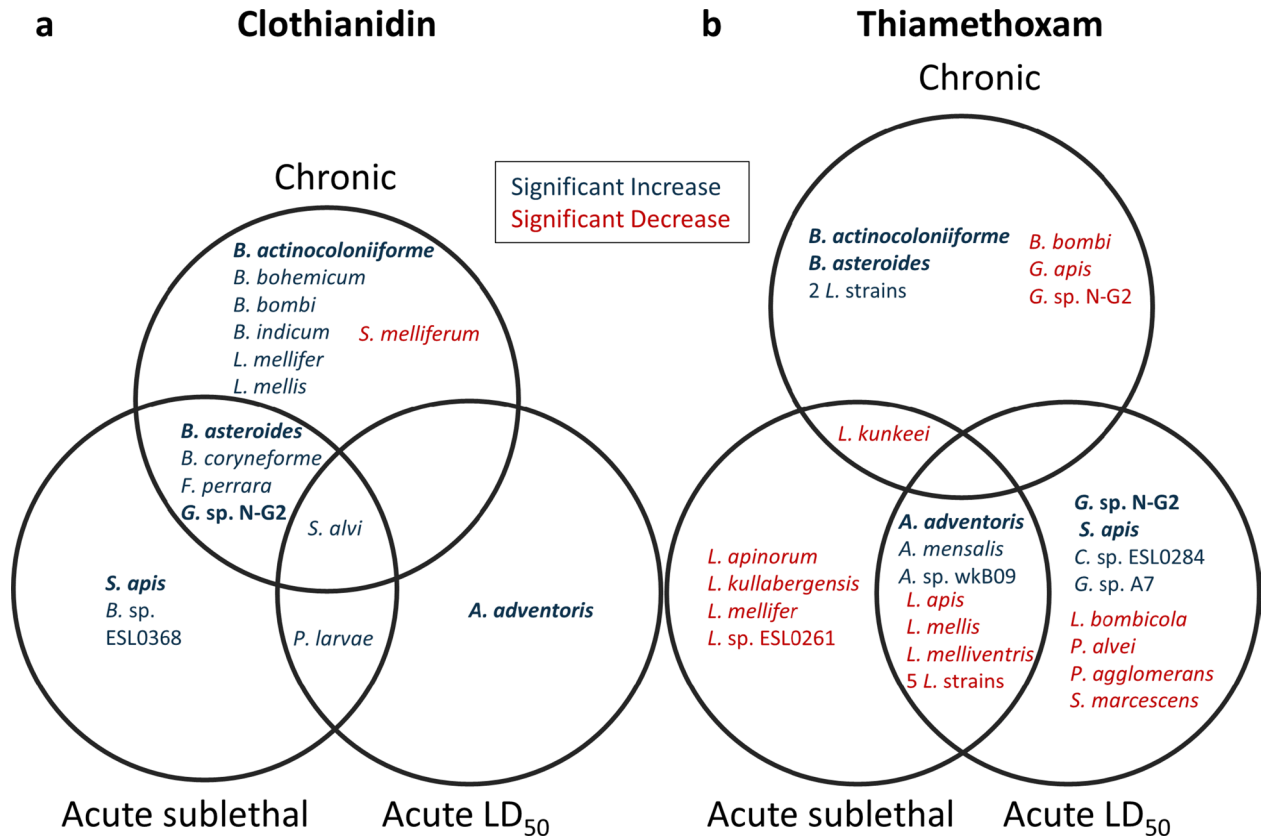 a
Clothianidin
b
Thiamethoxam
Chronic
Significant Increase
Significant Decrease
B. actinocoloniiforme
B. bohemicum
B. bombi
B. indicum
L. mellifer
L. mellis
S. melliferum
B. asteroides
B. coryneforme
F. perrara
G. sp. N-G2
S. alvi
S. apis
B. sp.
ESL0368
P. larvae
A. adventoris
Acute sublethal
Acute LD50
Chronic
B. actinocoloniiforme
B. asteroides
2 L. strains
B. bombi
G. apis
G. sp. N-G2
L. kunkeei
L. apinorum
L. kullabergensis
L. mellifer
L. sp. ESL0261
A. adventoris
A. mensalis
A. sp. wkB09
L. apis
L. mellis
L. melliventris
5 L. strains
G. sp. N-G2
S. apis
C. sp. ESL0284
G. sp. A7
L. bombicola
P. alvei
P. agglomerans
S. marcescens
Acute sublethal
Acute LD50